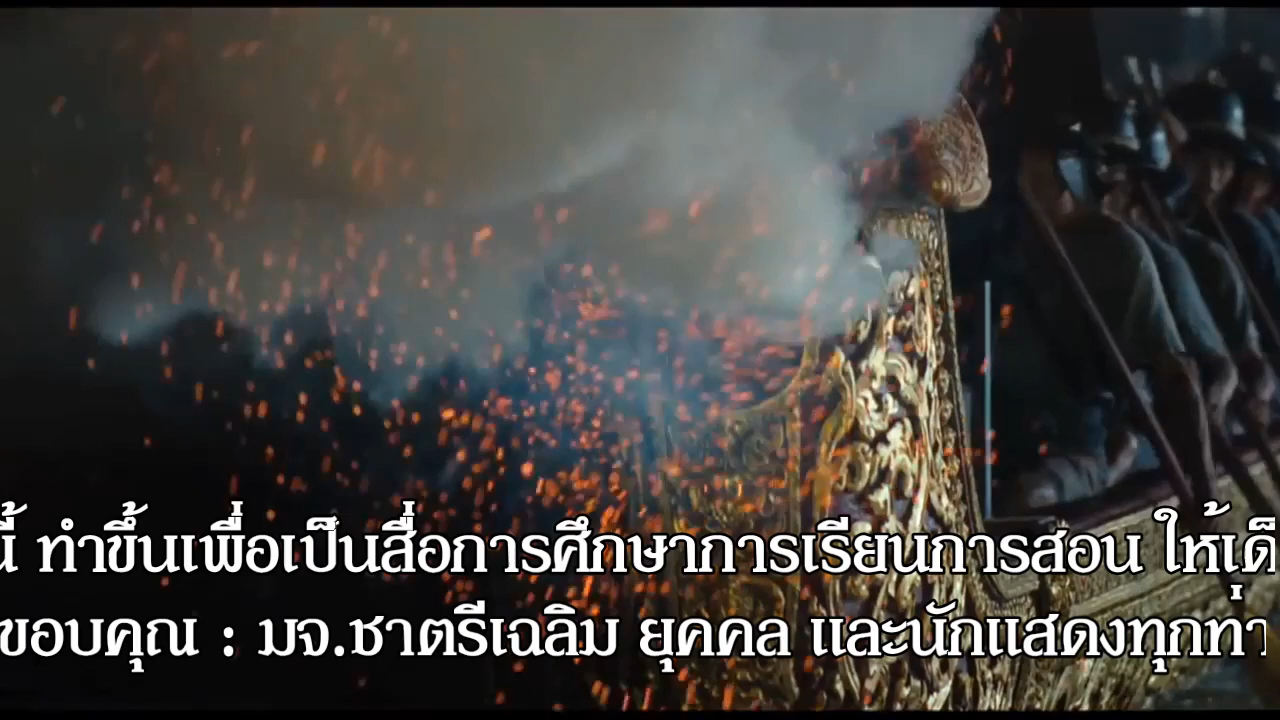 นี้ ทำขึ้นเพื่อเป็นสื่อการศึกษาการเรียนการสอน ให้เด็
ขอบคุณ : มจ.ชาตรีเฉลิม ยุคคล และนักแสดงทุกท่า